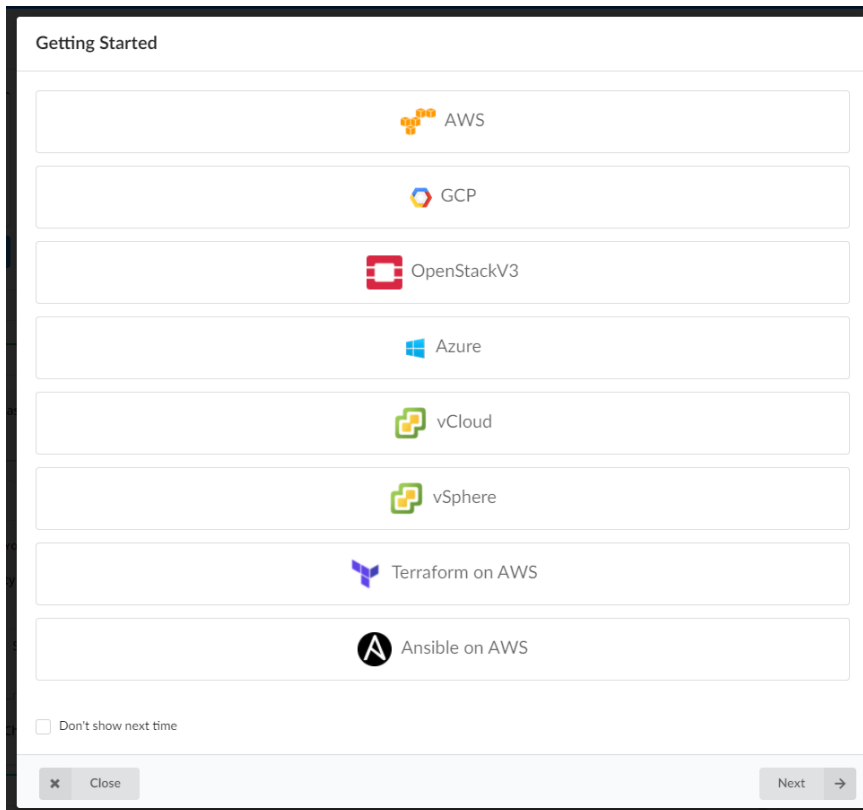 Getting Started
AWS
GCP
OpenStackV3
Azure
vCloud
vSphere
Terraform on AWS
Ansible on AWS
Don't show next time
Close
Next